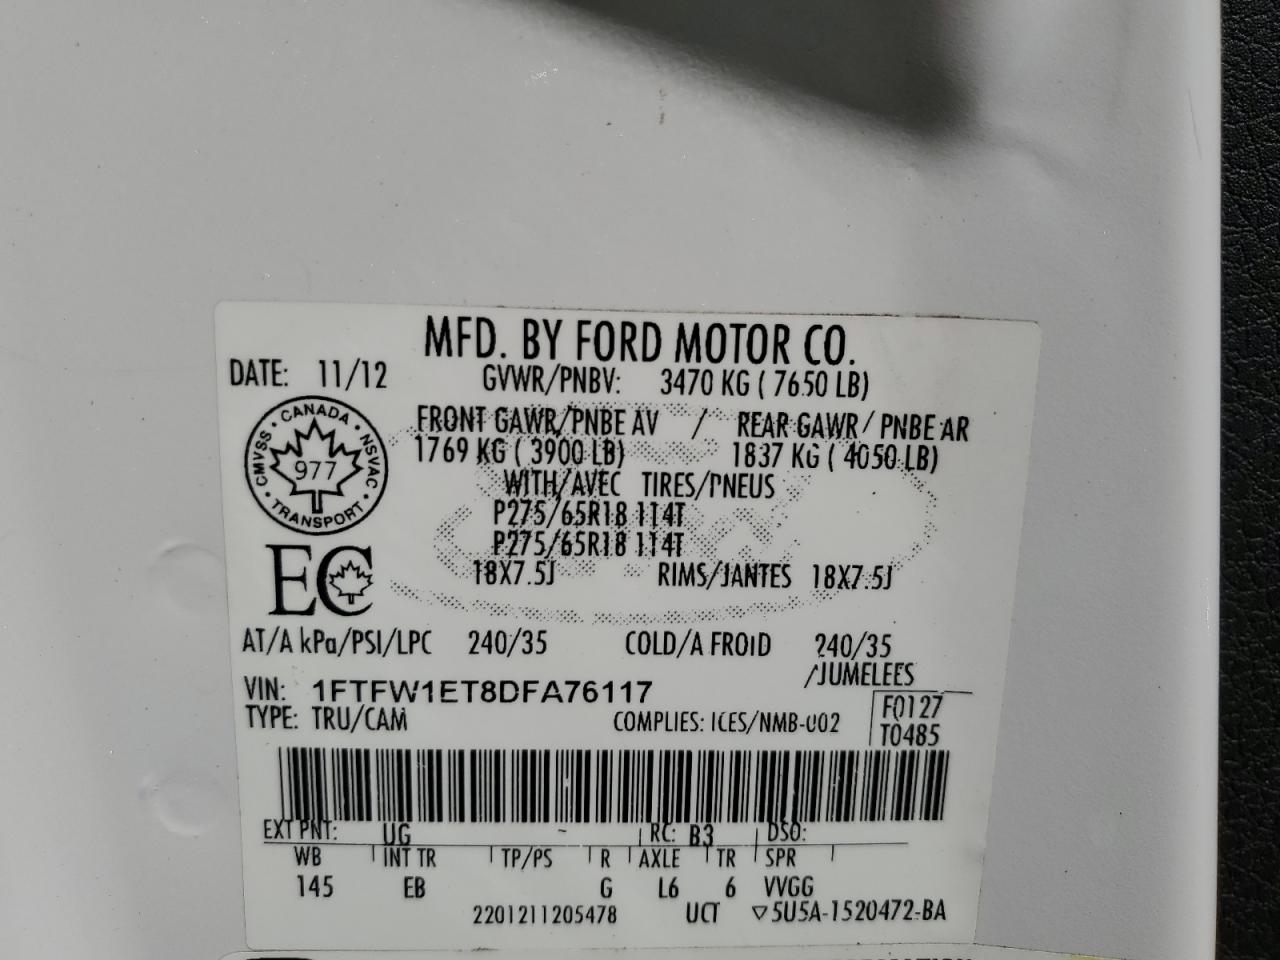 MFD. BY FORD MOTOR CO.
DATE: 11/12 GVWR/PNBV: 3470 KG ( 7650 LB)
CANADA
CMVSS NSVAC
977
TRANSPORT
FRONT GAWR/PNBE AV / REAR GAWR/ PNBE AR
1769 KG ( 3900 LB) 1837 KG ( 4050 LB)
WITH/AVEC TIRES/PNEUS
P275/65R18 114T
P275/65R18 114T
EC
18X7.5J RIMS/JANTES 18X7.5J
AT/A kPa/PSI/LPC 240/35 COLD/A FROID 240/35
/JUMELEES
VIN: 1FTFW1ET8DFA76117
TYPE: TRU/CAM COMPLIES: ICES/NMB-002
F0127
T0485
EXT PNT: UG RC: B3 DSO:
WB INT TR TP/PS R AXLE TR SPR
145 EB G L6 6 VVGG
2201211205478 UCT ▽5U5A-1520472-BA